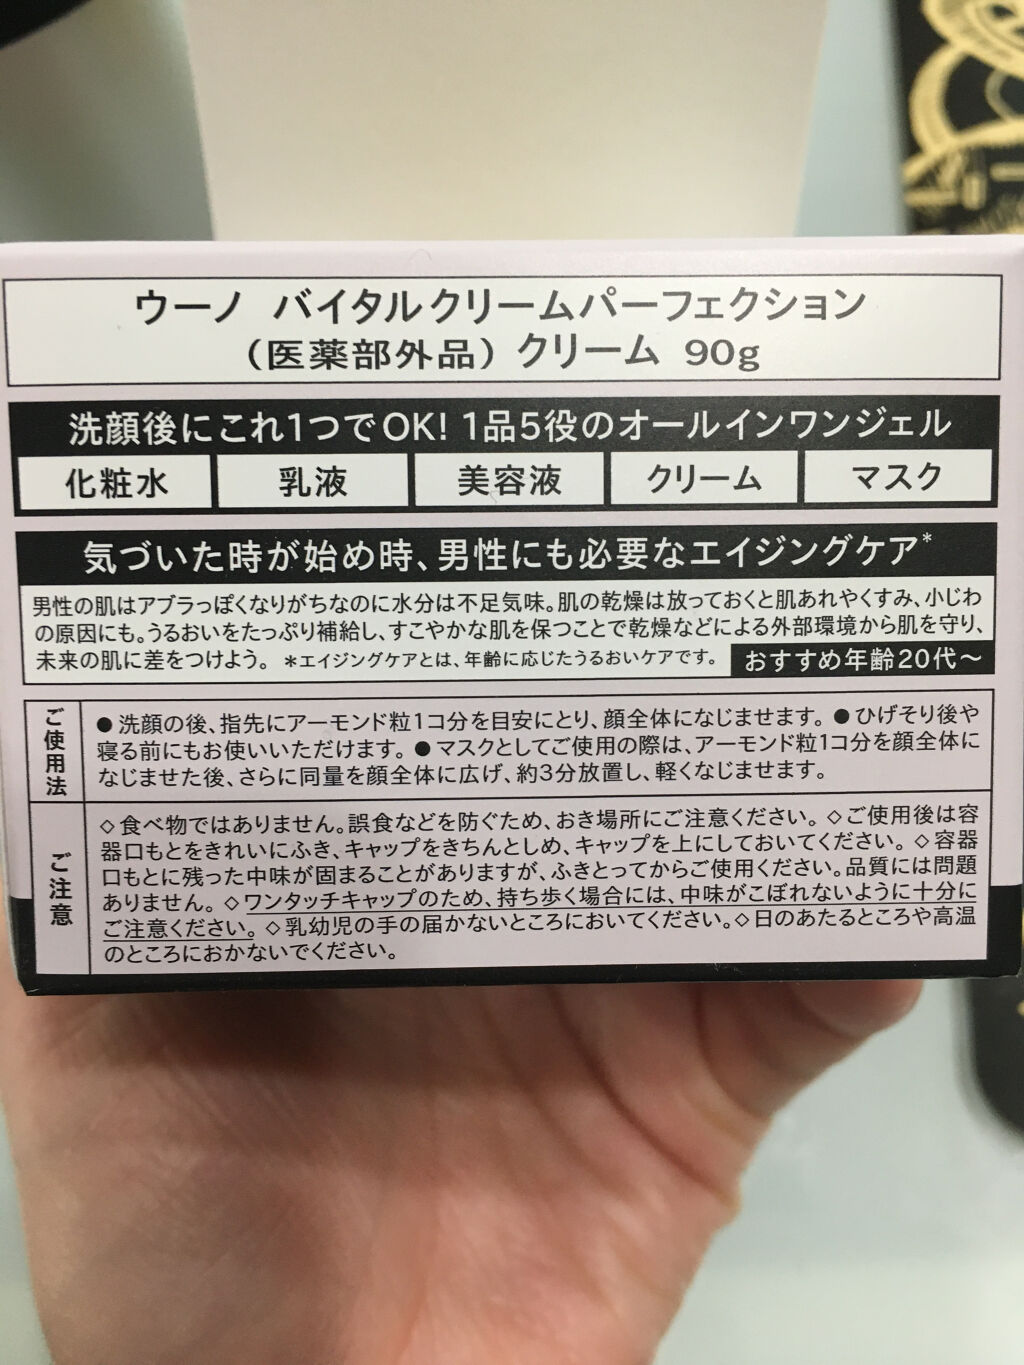 ウーノ バイタルクリームパーフェクション
（医薬部外品） クリーム 90g
洗顔後にこれ1つでOK! 1品5役のオールインワンジェル
化粧水 乳液 美容液 クリーム マスク
気づいた時が始め時、男性にも必要なエイジングケア*
男性の肌はアブラっぽくなりがちなのに水分は不足気味。肌の乾燥は放っておくと肌あれやくすみ、小じわ
の原因にも。うるおいをたっぷり補給し、すこやかな肌を保つことで乾燥などによる外部環境から肌を守り、
未来の肌に差をつけよう。 *エイジングケアとは、年齢に応じたうるおいケアです。 おすすめ年齢20代～
ご使用法
●洗顔の後、指先にアーモンド粒1コ分を目安にとり、顔全体になじませます。●ひげそり後や
寝る前にもお使いいただけます。●マスクとしてご使用の際は、アーモンド粒1コ分を顔全体に
なじませた後、さらに同量を顔全体に広げ、約3分放置し、軽くなじませます。
ご注意
◇食べ物ではありません。誤食などを防ぐため、おき場所にご注意ください。◇ご使用後は容
器口もとをきれいにふき、キャップをきちんとしめ、キャップを上にしておいてください。◇容器
口もとに残った中味が固まることがありますが、ふきとってからご使用ください。品質には問題
ありません。◇ワンタッチキャップのため、持ち歩く場合には、中味がこぼれないように十分に
ご注意ください。◇乳幼児の手の届かないところにおいてください。◇日のあたるところや高温
のところにおかないでください。